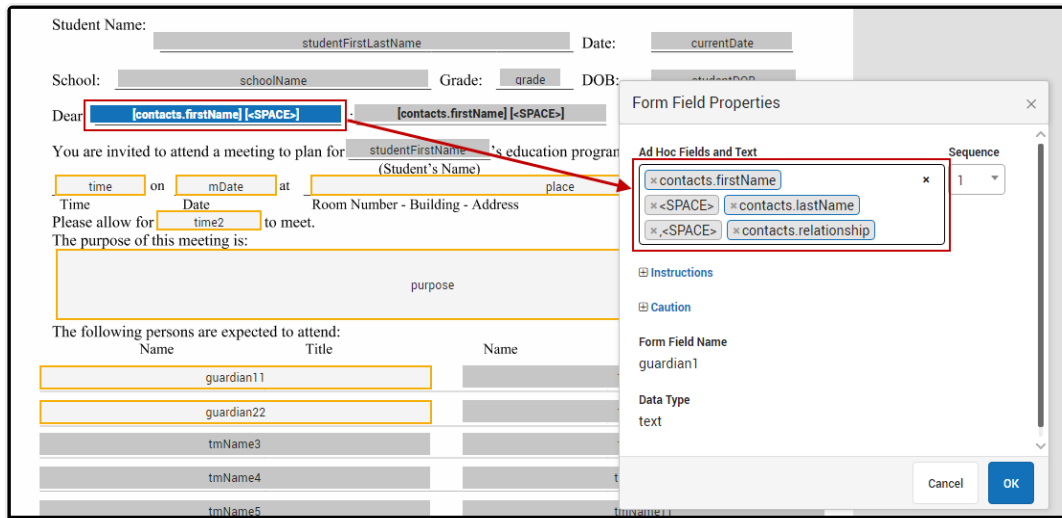 Student Name:
studentFirstLastName Date: currentDate
School: schoolName Grade: grade DOB: studentDOB
Dear [contacts.firstName] [<SPACE>] , [contacts.firstName] [<SPACE>]
You are invited to attend a meeting to plan for studentFirstName 's education program
(Student's Name)
time on mDate at place
Time Date Room Number - Building - Address
Please allow for time2 to meet.
The purpose of this meeting is:
purpose
The following persons are expected to attend:
Name Title Name
guardian11
guardian22
tmName3
tmName4
tmName5 tmName11
Form Field Properties ×
Ad Hoc Fields and Text Sequence
× contacts.firstName × 1
× <SPACE> × contacts.lastName
× ,<SPACE> × contacts.relationship
Instructions
Caution
Form Field Name
guardian1
Data Type
text
Cancel OK